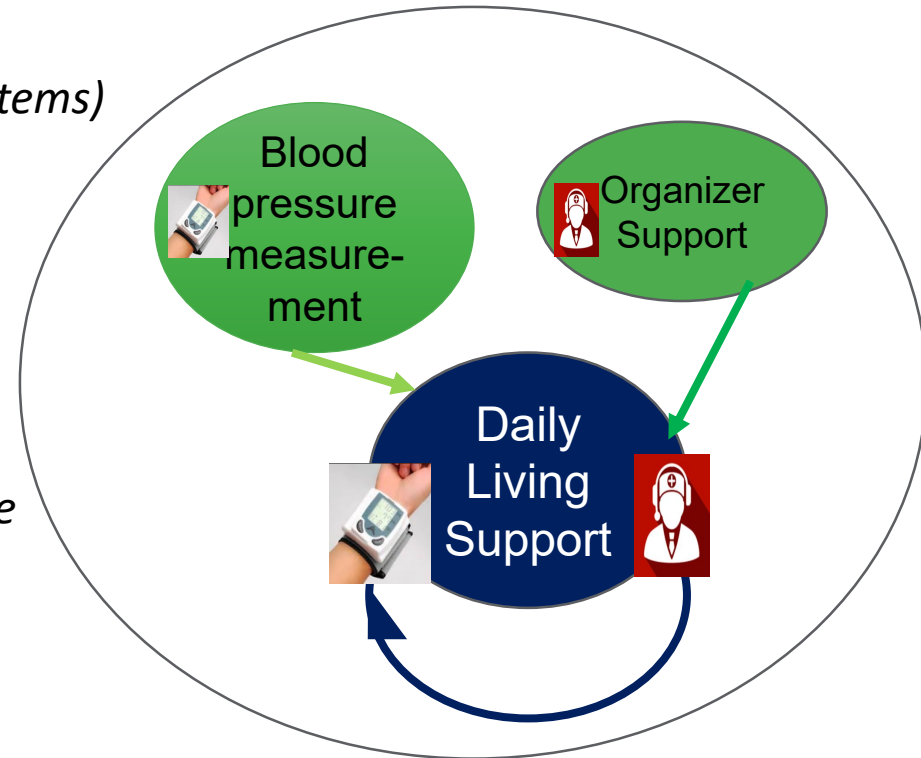 tems)
Blood
pressure
measure-
ment
Organizer
Support
Daily
Living
Support
e